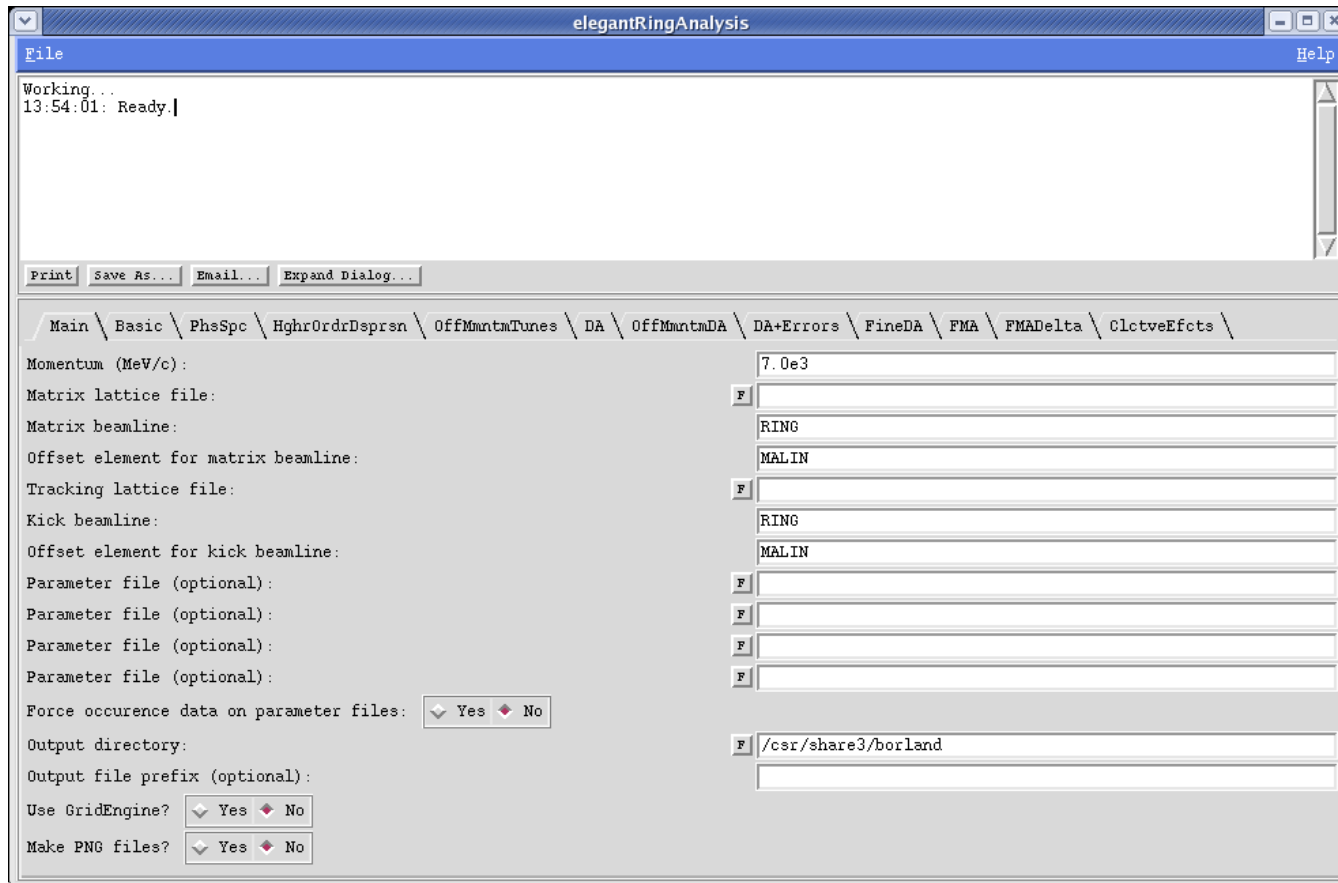 elegantRingAnalysis
File Help
Working...
13:54:01: Ready.
Print Save As... Email... Expand Dialog...
Main Basic PhsSpc HghrOrdrDsprsn OffMmntmTunes DA OffMmntmDA DA+Errors FineDA FMA FMADelta ClctveEfcts
Momentum (MeV/c): 7.0e3
Matrix lattice file: F
Matrix beamline: RING
Offset element for matrix beamline: MALIN
Tracking lattice file: F
Kick beamline: RING
Offset element for kick beamline: MALIN
Parameter file (optional): F
Parameter file (optional): F
Parameter file (optional): F
Parameter file (optional): F
Force occurence data on parameter files: Yes No
Output directory: F /csr/share3/borland
Output file prefix (optional):
Use GridEngine? Yes No
Make PNG files? Yes No